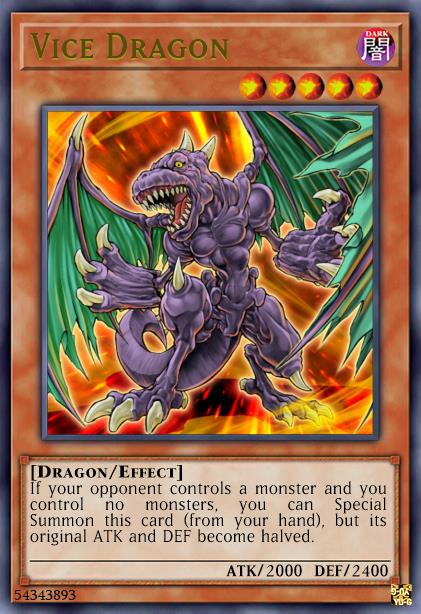 Vice Dragon
DARK
闇
[Dragon/Effect]
If your opponent controls a monster and you
control no monsters, you can Special
Summon this card (from your hand), but its
original ATK and DEF become halved.
ATK/2000 DEF/2400
54343893